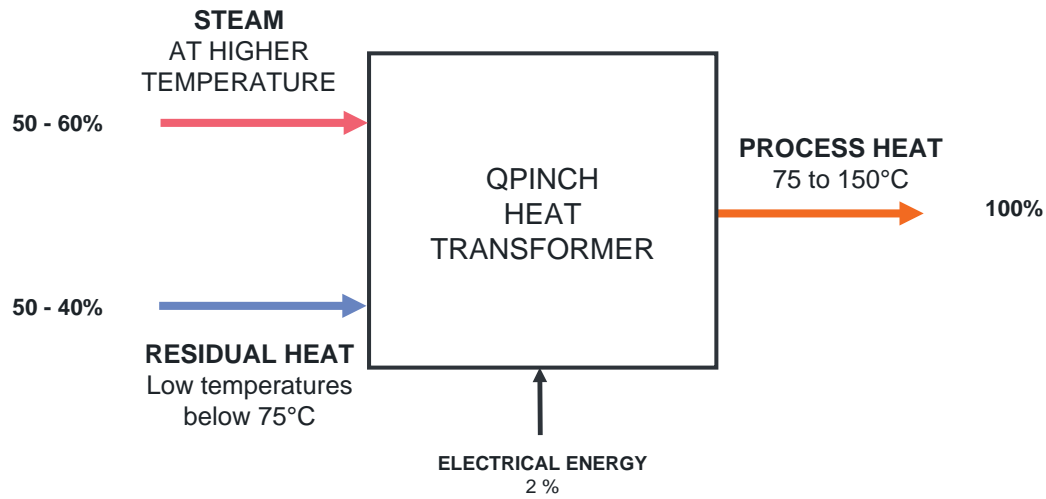 STEAM
AT HIGHER
TEMPERATURE
50 - 60%
QPINCH
HEAT
TRANSFORMER
PROCESS HEAT
75 to 150°C
100%
50 - 40%
RESIDUAL HEAT
Low temperatures
below 75°C
ELECTRICAL ENERGY
2 %